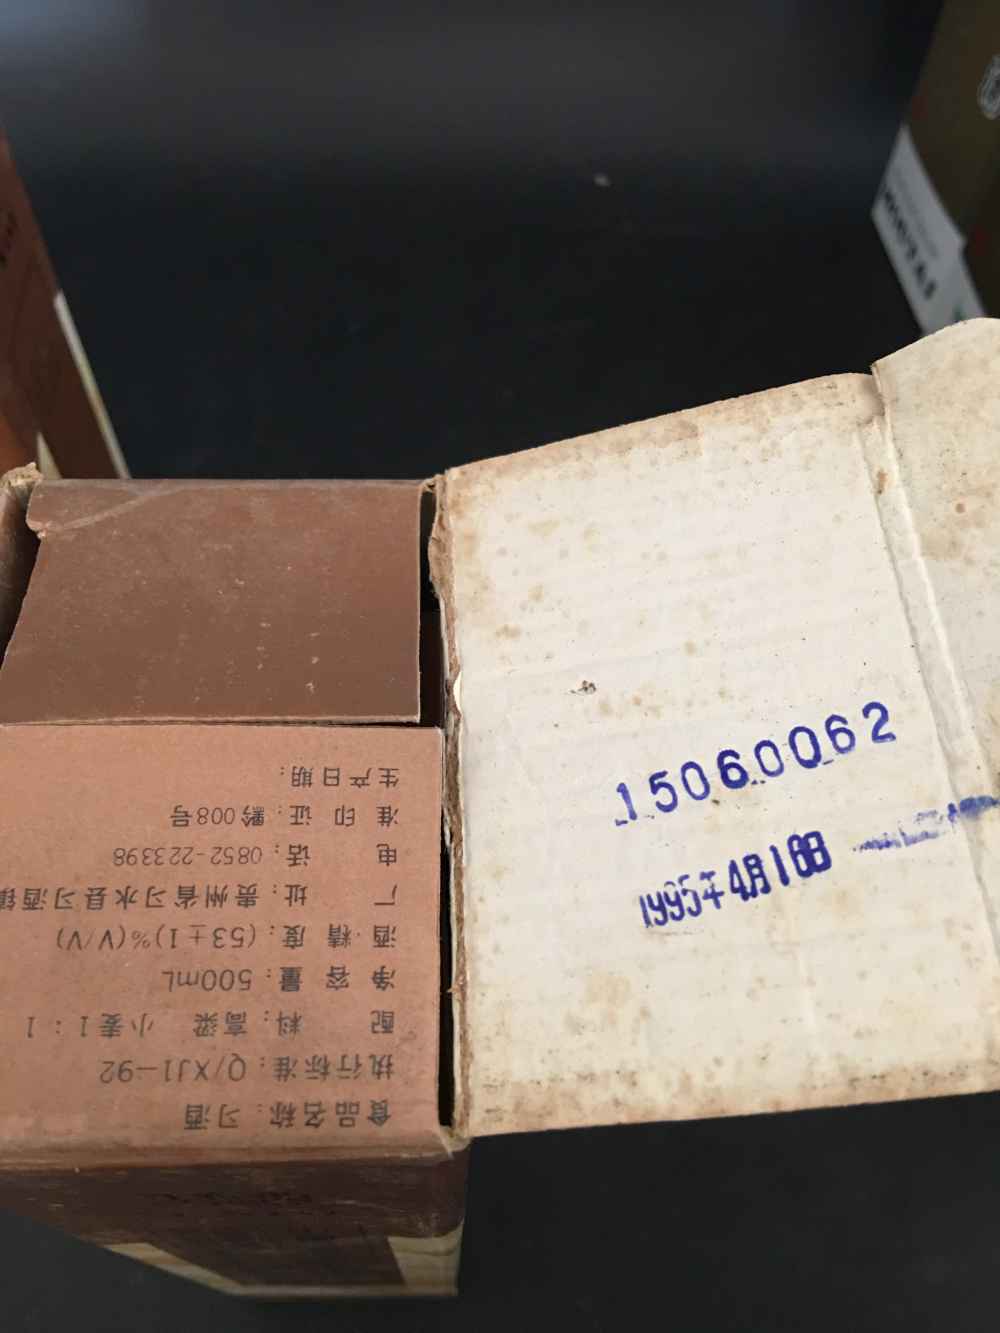 食品名称：习酒
执行标准：Q/XJ1-92
配 料：高粱 小麦1:1
净 容 量：500mL
酒 精 度：(53±1)%(V/V)
厂 址：贵州省习水县习酒镇
电 话：0852-223398
准 印 证：黔008号
生产日期：
15060062
1995年4月16日